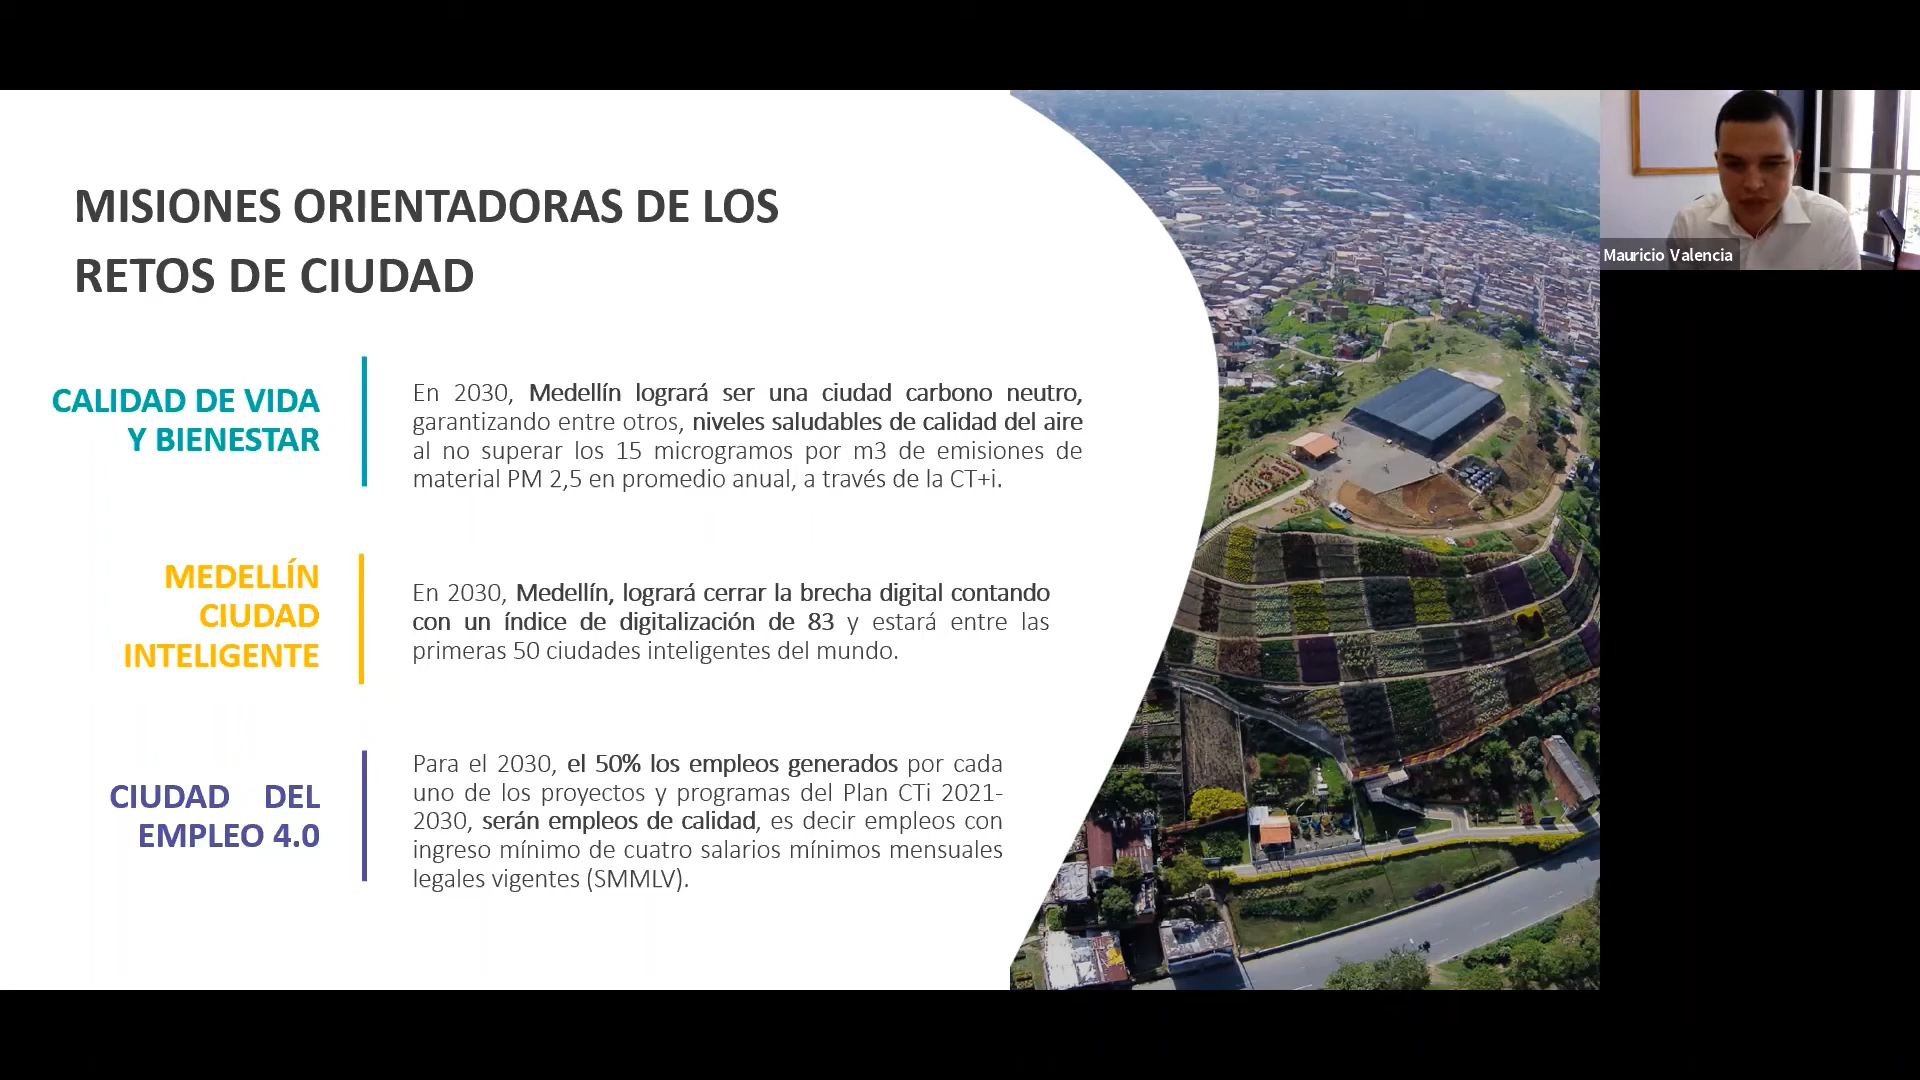 MISIONES ORIENTADORAS DE LOS
RETOS DE CIUDAD
CALIDAD DE VIDA
Y BIENESTAR
En 2030, Medellín logrará ser una ciudad carbono neutro,
garantizando entre otros, niveles saludables de calidad del aire
al no superar los 15 microgramos por m3 de emisiones de
material PM 2,5 en promedio anual, a través de la CT+i.
MEDELLÍN
CIUDAD
INTELIGENTE
En 2030, Medellín, logrará cerrar la brecha digital contando
con un índice de digitalización de 83 y estará entre las
primeras 50 ciudades inteligentes del mundo.
CIUDAD DEL
EMPLEO 4.0
Para el 2030, el 50% los empleos generados por cada
uno de los proyectos y programas del Plan CTi 2021-
2030, serán empleos de calidad, es decir empleos con
ingreso mínimo de cuatro salarios mínimos mensuales
legales vigentes (SMMLV).
Mauricio Valencia